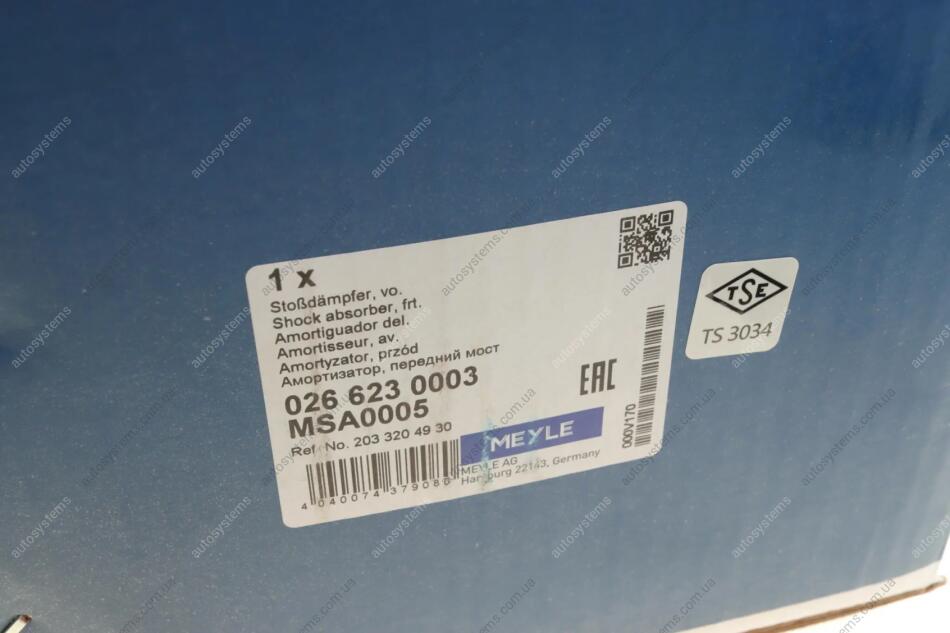 1 x
Stoßdämpfer, vo.
Shock absorber, frt.
Amortiguador del.
Amortisseur, av.
Amortyzator, przód
Амортизатор, передний мост
026 623 0003
MSA0005
Ref. No. 203 320 49 30
4 040074 379080
EAC
MEYLE
MEYLE AG
Hamburg 22143, Germany
000V170
TSE
TS 3034
autosystems
autosystems.com.ua